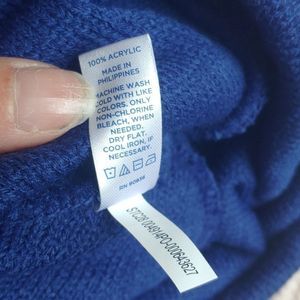 100% ACRYLIC
MADE IN
PHILIPPINES
MACHINE WASH
COLD WITH LIKE
COLORS, ONLY
NON-CHLORINE
BLEACH, WHEN
NEEDED.
DRY FLAT.
COOL IRON, IF
NECESSARY.